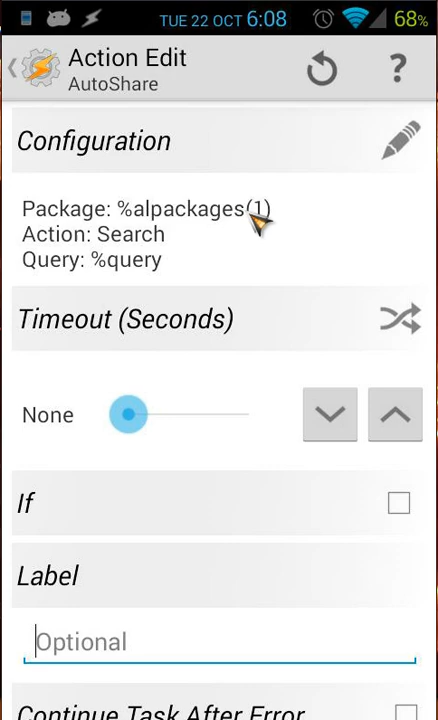 TUE 22 OCT 6:08 68%
Action Edit
AutoShare
?
Configuration
Package: %alpackages(1)
Action: Search
Query: %query
Timeout (Seconds)
None
If
Label
Optional
Continue Task After Error